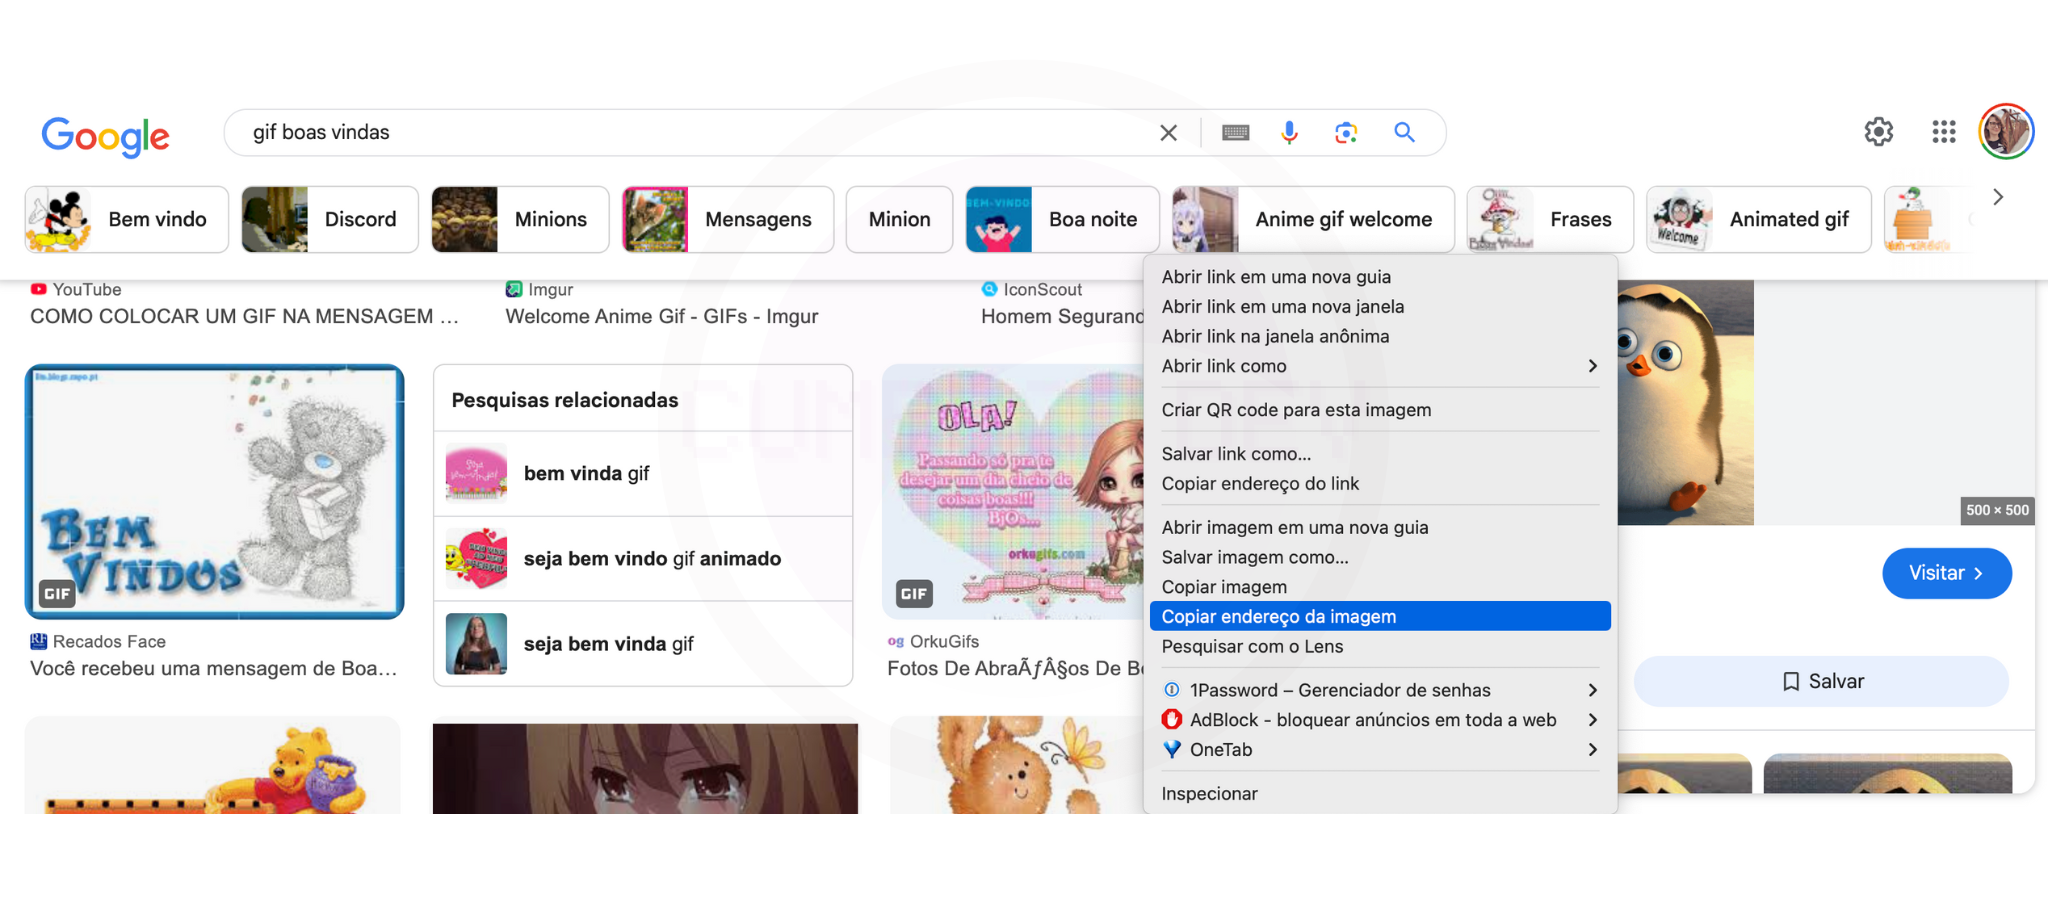 Google
gif boas vindas
Bem vindo
Discord
Minions
Mensagens
Minion
BEM-VINDO
Boa noite
Anime gif welcome
Frases
Welcome
Animated gif
YouTube
COMO COLOCAR UM GIF NA MENSAGEM ...
Imgur
Welcome Anime Gif - GIFs - Imgur
IconScout
Homem Segurand
BEM
VINDOS
GIF
RF Recados Face
Você recebeu uma mensagem de Boa...
Pesquisas relacionadas
bem vinda gif
seja bem vindo gif animado
seja bem vinda gif
OLA!
Passando só pra te
desejar um dia cheio de
coisas boas!!!
BjOs...
orkugifs.com
GIF
og OrkuGifs
Fotos De AbraÃƒÂ§os De Be
Abrir link em uma nova guia
Abrir link em uma nova janela
Abrir link na janela anônima
Abrir link como
Criar QR code para esta imagem
Salvar link como...
Copiar endereço do link
Abrir imagem em uma nova guia
Salvar imagem como...
Copiar imagem
Copiar endereço da imagem
Pesquisar com o Lens
1Password – Gerenciador de senhas
AdBlock - bloquear anúncios em toda a web
OneTab
Inspecionar
500 × 500
Visitar
Salvar